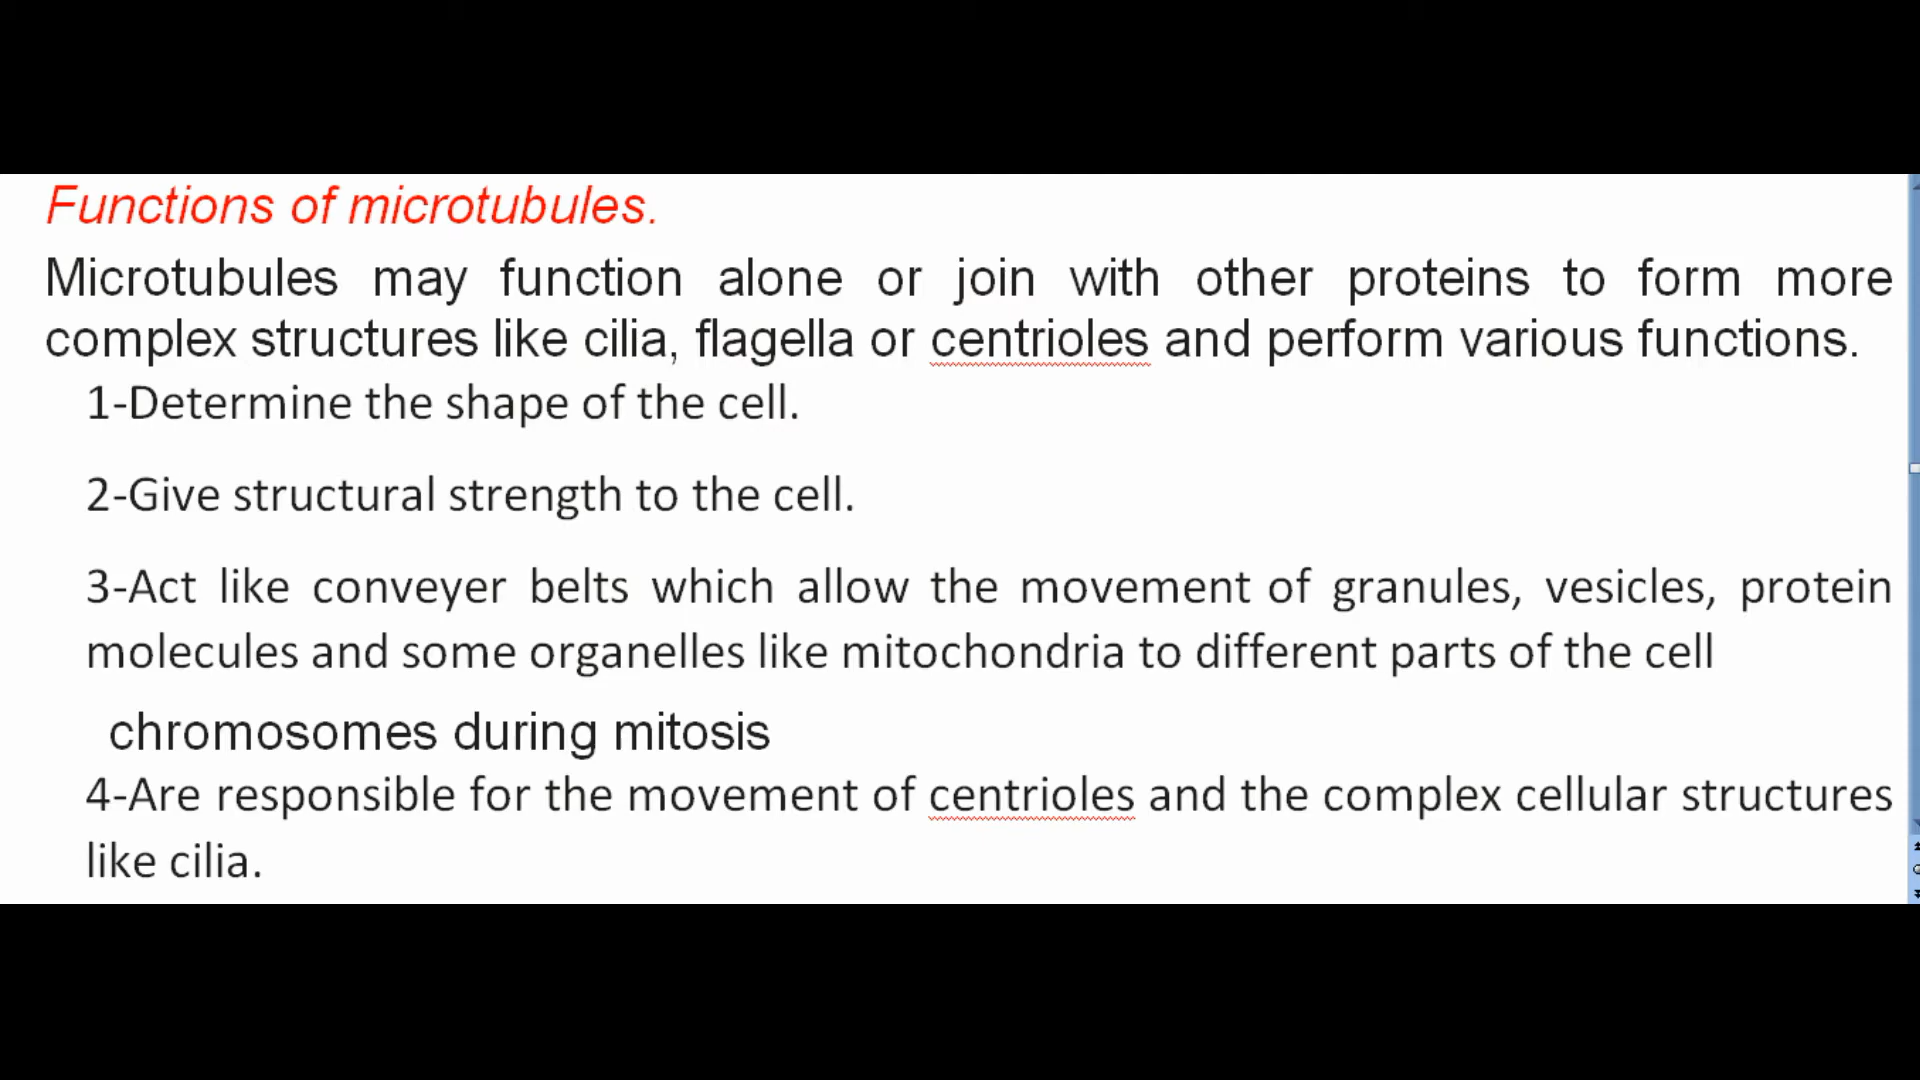 Functions of microtubules.
Microtubules may function alone or join with other proteins to form more
complex structures like cilia, flagella or centrioles and perform various functions.
1-Determine the shape of the cell.
2-Give structural strength to the cell.
3-Act like conveyer belts which allow the movement of granules, vesicles, protein
molecules and some organelles like mitochondria to different parts of the cell
chromosomes during mitosis
4-Are responsible for the movement of centrioles and the complex cellular structures
like cilia.